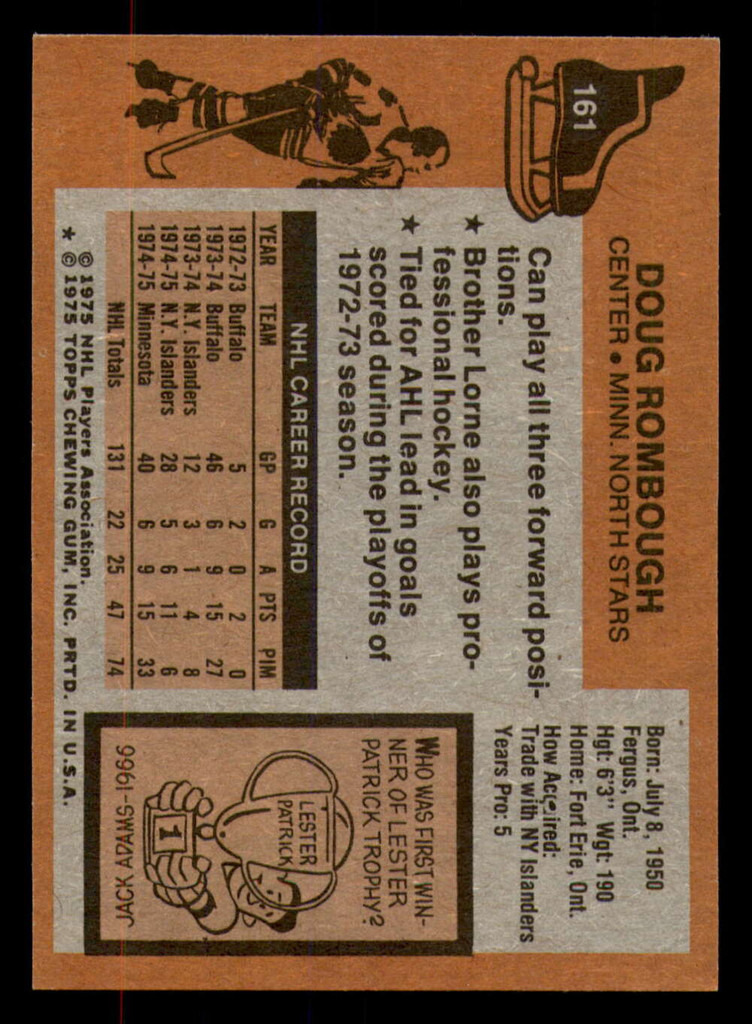 161
DOUG ROMBOUGH
CENTER • MINN. NORTH STARS
Born: July 8, 1950
Fergus, Ont.
Hgt: 6'3" Wgt: 190
Home: Fort Erie, Ont.
How Acquired:
Trade with NY Islanders
Years Pro: 5
Can play all three forward posi-
tions.
★ Brother Lorne also plays pro-
fessional hockey.
★ Tied for AHL lead in goals
scored during the playoffs of
1972-73 season.
NHL CAREER RECORD
YEAR TEAM GP G A PTS PIM
1972-73 Buffalo 5 2 0 2 0
1973-74 Buffalo 46 6 9 15 27
1973-74 N.Y. Islanders 12 3 1 4 8
1974-75 N.Y. Islanders 28 5 6 11 6
1974-75 Minnesota 40 6 9 15 33
NHL Totals 131 22 25 47 74
© 1975 NHL Players Association.
* © 1975 TOPPS CHEWING GUM, INC. PRTD. IN U.S.A.
WHO WAS FIRST WIN-
NER OF LESTER
PATRICK TROPHY?
LESTER
PATRICK
1
JACK ADAMS-1966